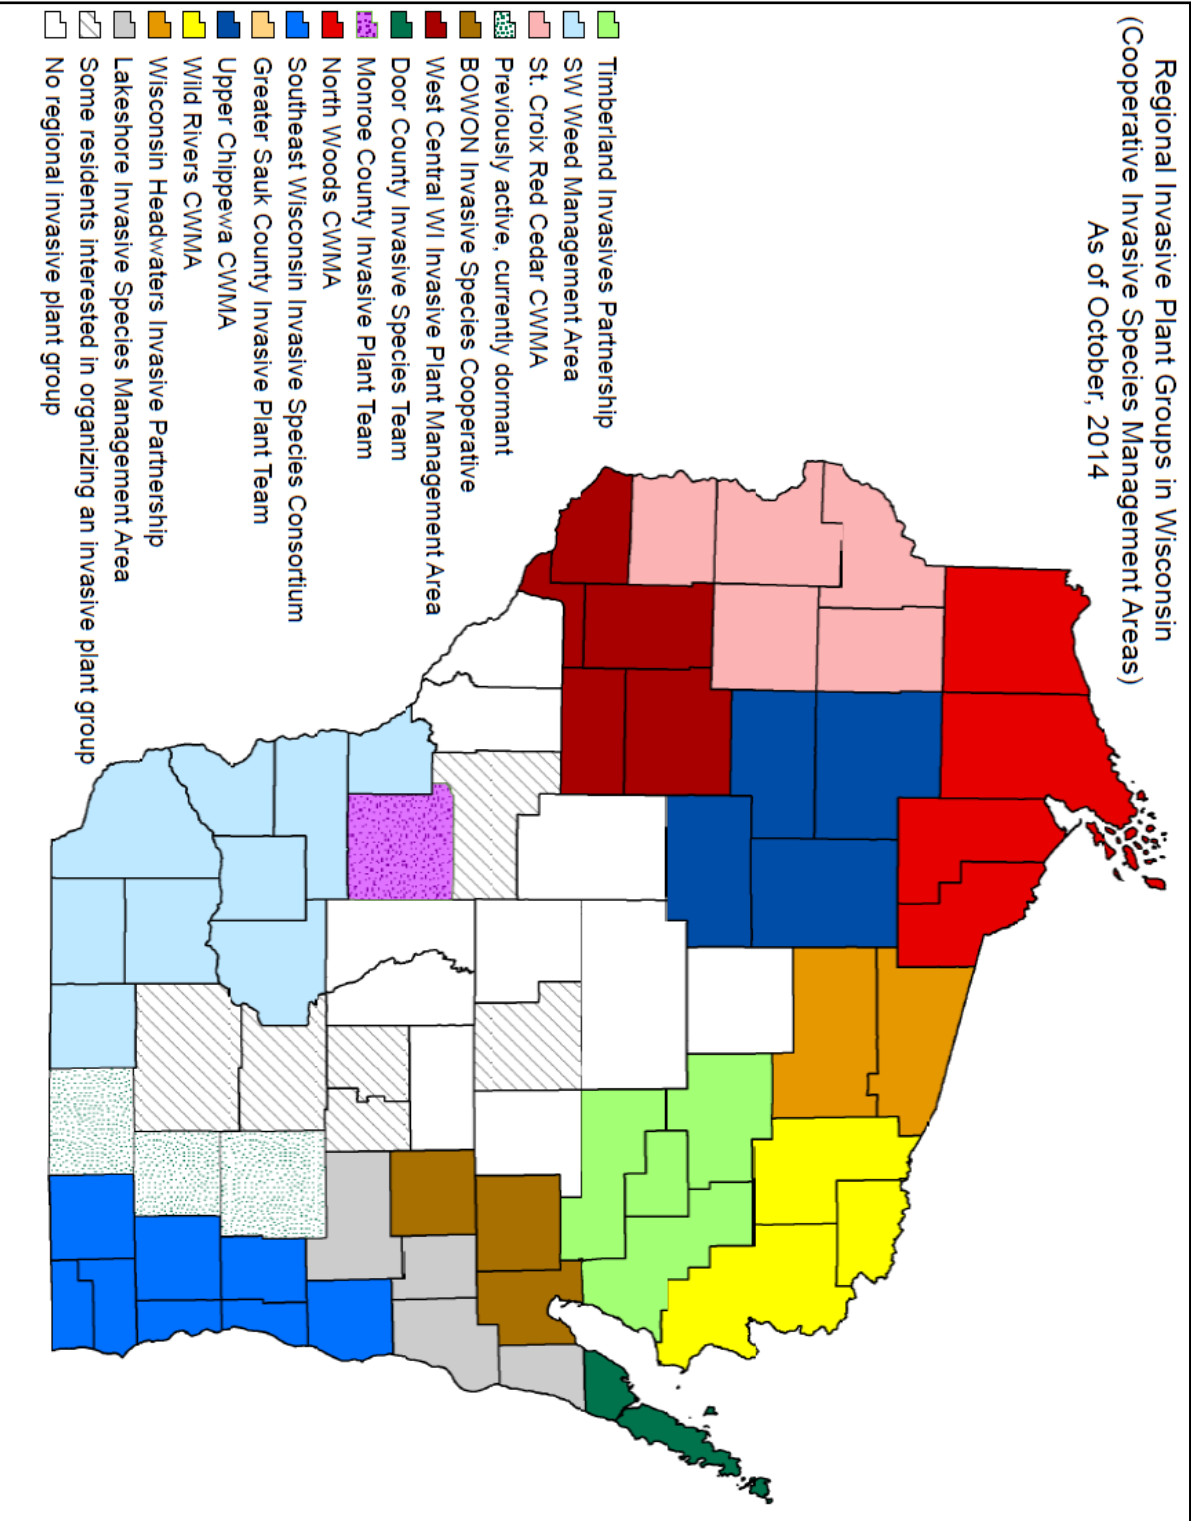 Regional Invasive Plant Groups in Wisconsin
(Cooperative Invasive Species Management Areas)
As of October, 2014
Timberland Invasives Partnership
SW Weed Management Area
St. Croix Red Cedar CWMA
Previously active, currently dormant
BOWON Invasive Species Cooperative
West Central WI Invasive Plant Management Area
Door County Invasive Species Team
Monroe County Invasive Plant Team
North Woods CWMA
Southeast Wisconsin Invasive Species Consortium
Greater Sauk County Invasive Plant Team
Upper Chippewa CWMA
Wild Rivers CWMA
Wisconsin Headwaters Invasive Partnership
Lakeshore Invasive Species Management Area
Some residents interested in organizing an invasive plant group
No regional invasive plant group